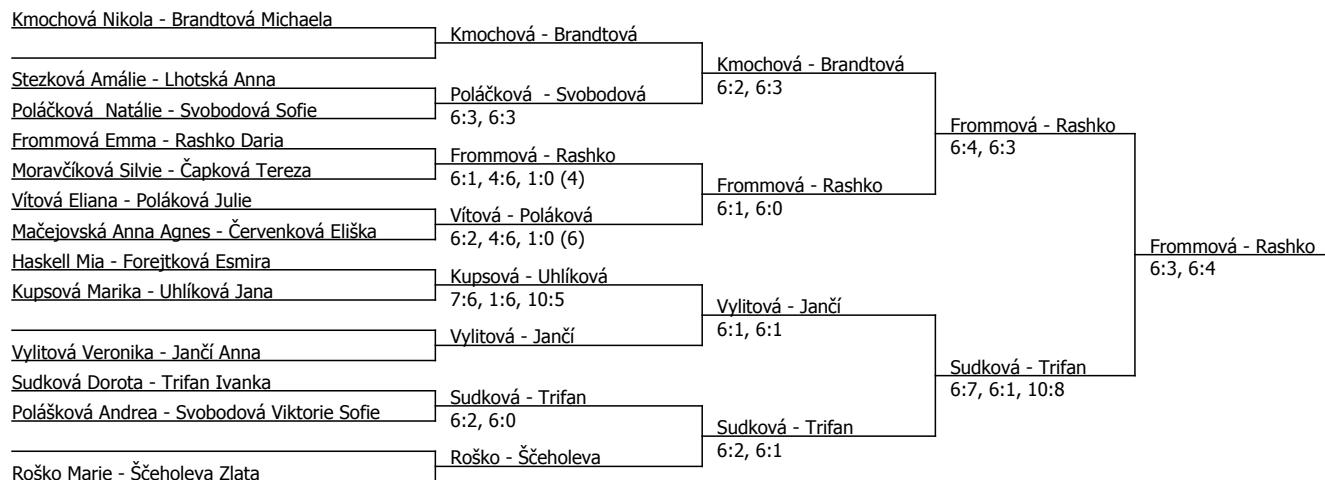 Kmochová Nikola - Brandtová Michaela
Stezková Amálie - Lhotská Anna
Poláčková  Natálie - Svobodová Sofie
Frommová Emma - Rashko Daria
Moravčíková Silvie - Čapková Tereza
Vítová Eliana - Poláková Julie
Mačejovská Anna Agnes - Červenková Eliška
Haskell Mia - Forejtková Esmira
Kupsová Marika - Uhlíková Jana
Vylitová Veronika - Jančí Anna
Sudková Dorota - Trifan Ivanka
Polášková Andrea - Svobodová Viktorie Sofie
Roško Marie - Ščeholeva Zlata
Kmochová - Brandtová
Poláčková  - Svobodová
6:3, 6:3
Frommová - Rashko
6:1, 4:6, 1:0 (4)
Vítová - Poláková
6:2, 4:6, 1:0 (6)
Kupsová - Uhlíková
7:6, 1:6, 10:5
Vylitová - Jančí
Sudková - Trifan
6:2, 6:0
Roško - Ščeholeva
Kmochová - Brandtová
6:2, 6:3
Frommová - Rashko
6:1, 6:0
Vylitová - Jančí
6:1, 6:1
Sudková - Trifan
6:2, 6:1
Frommová - Rashko
6:4, 6:3
Sudková - Trifan
6:7, 6:1, 10:8
Frommová - Rashko
6:3, 6:4